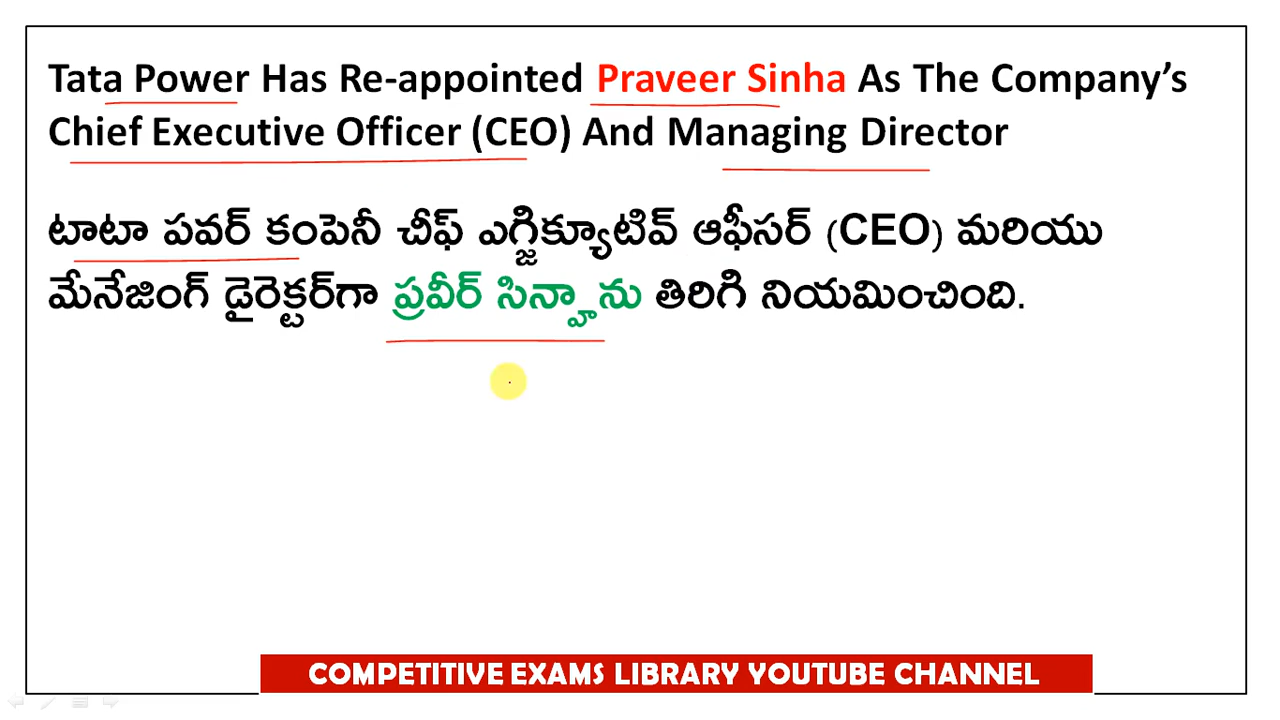 Tata Power Has Re-appointed Praveer Sinha As The Company's
Chief Executive Officer (CEO) And Managing Director
టాటా పవర్ కంపెనీ చీఫ్ ఎగ్జిక్యూటివ్ ఆఫీసర్ (CEO) మరియు
మేనేజింగ్ డైరెక్టర్‌గా ప్రవీర్ సిన్హాను తిరిగి నియమించింది.
COMPETITIVE EXAMS LIBRARY YOUTUBE CHANNEL